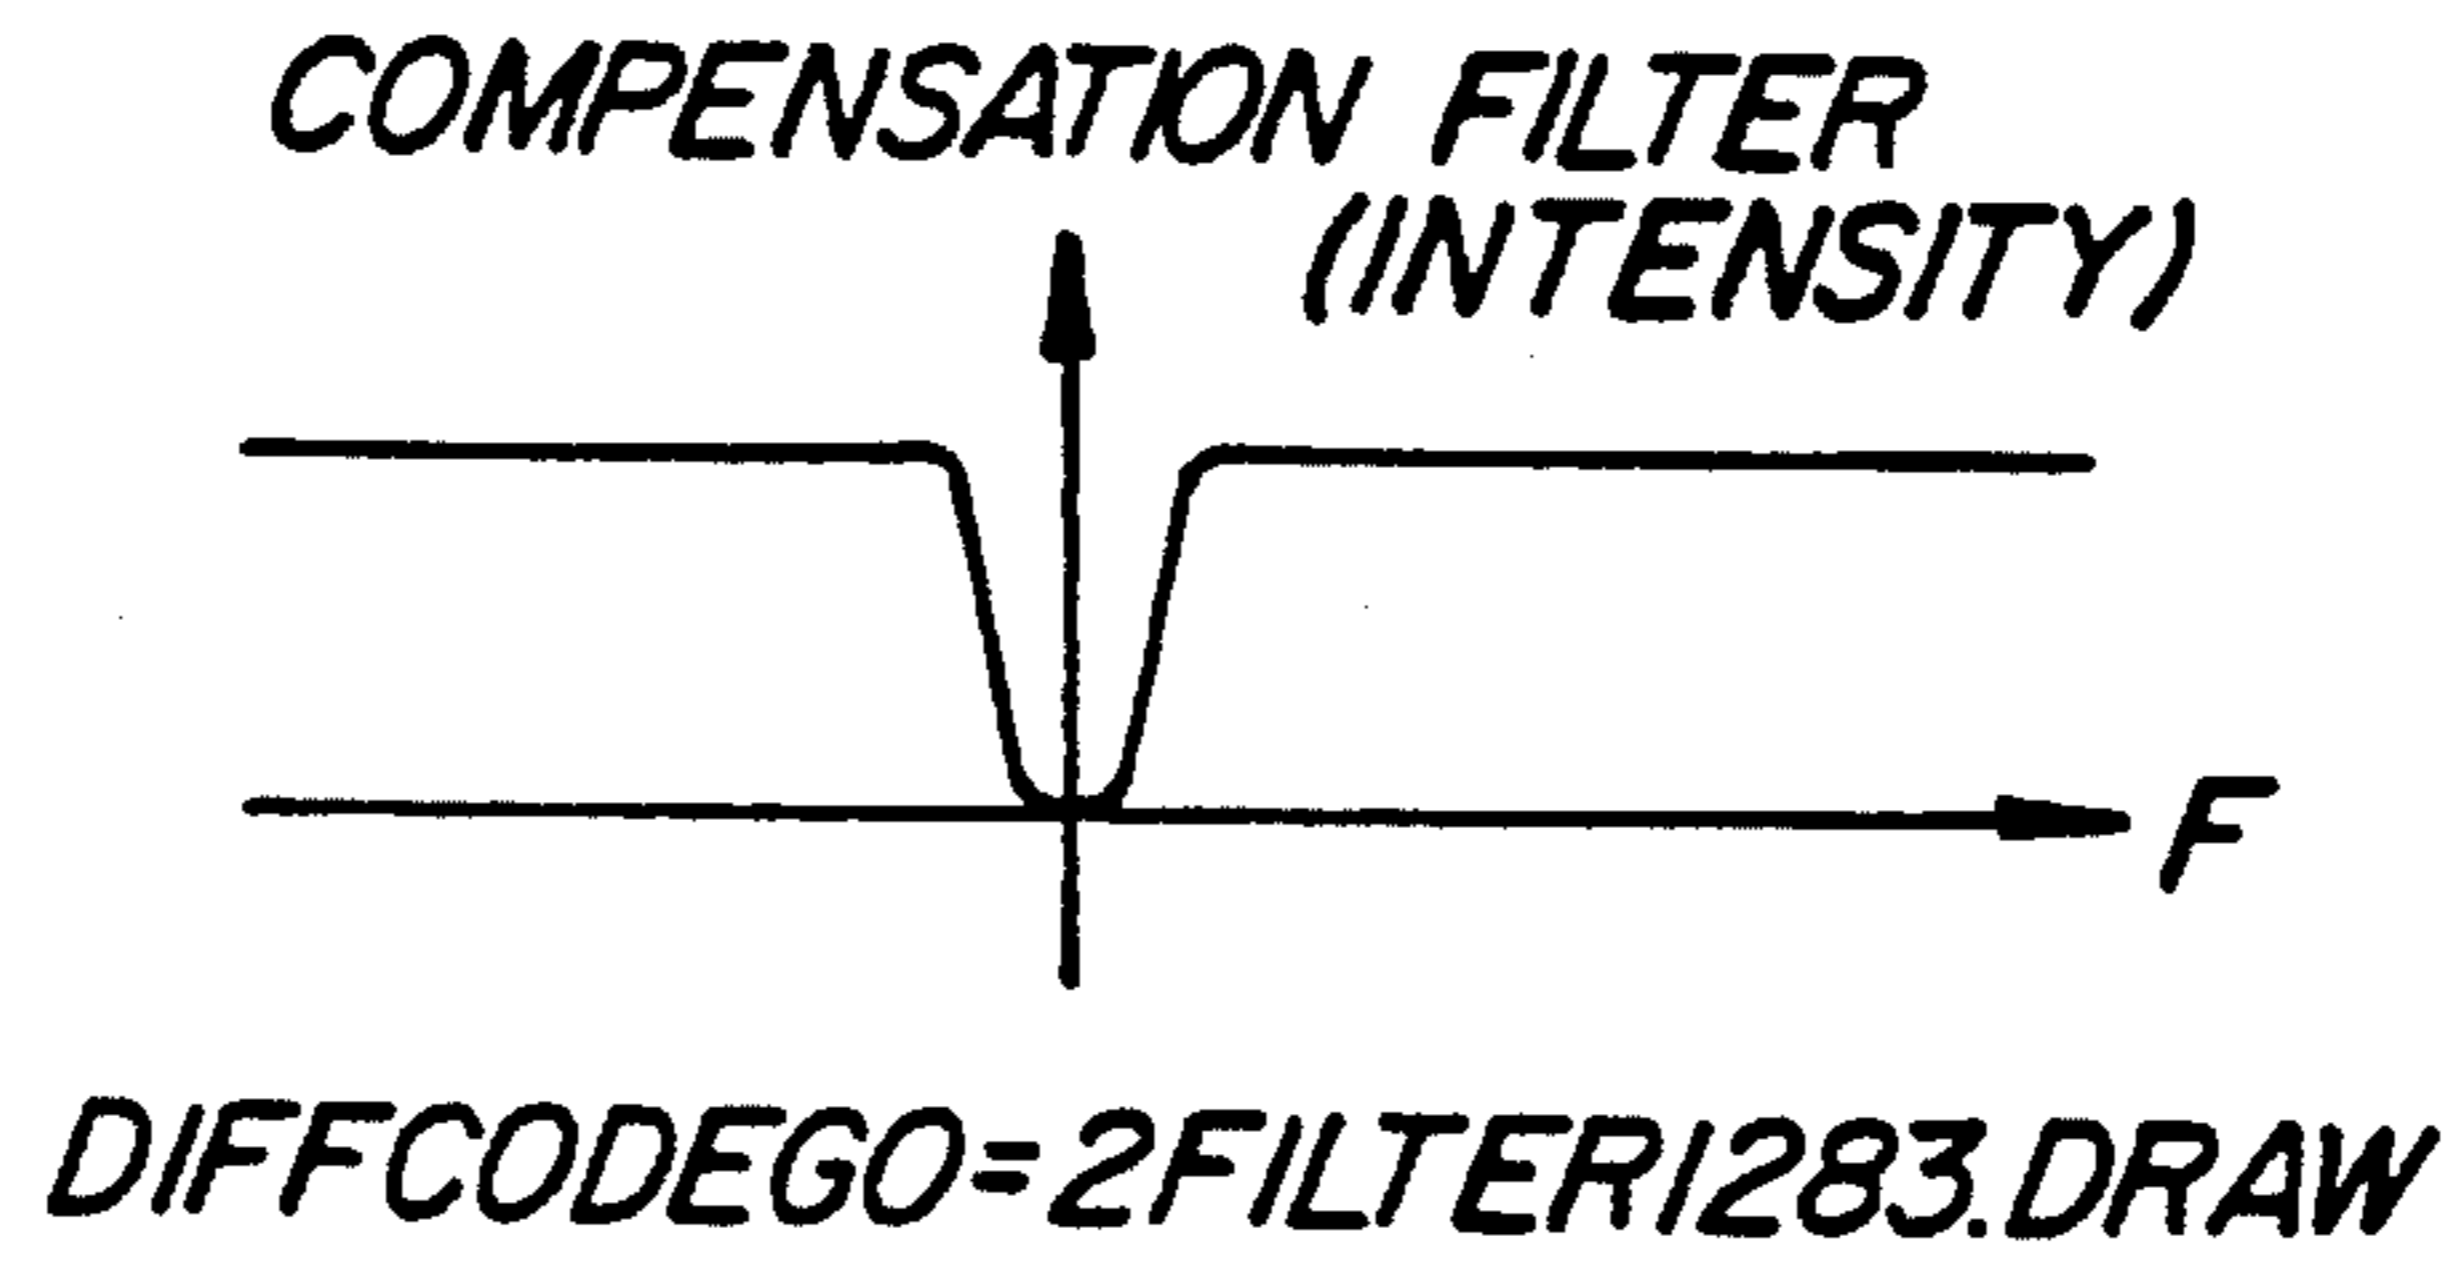 COMPENSATION FILTER
(INTENSITY)
F
DIFFCODEGO=2FILTER1283.DRAW